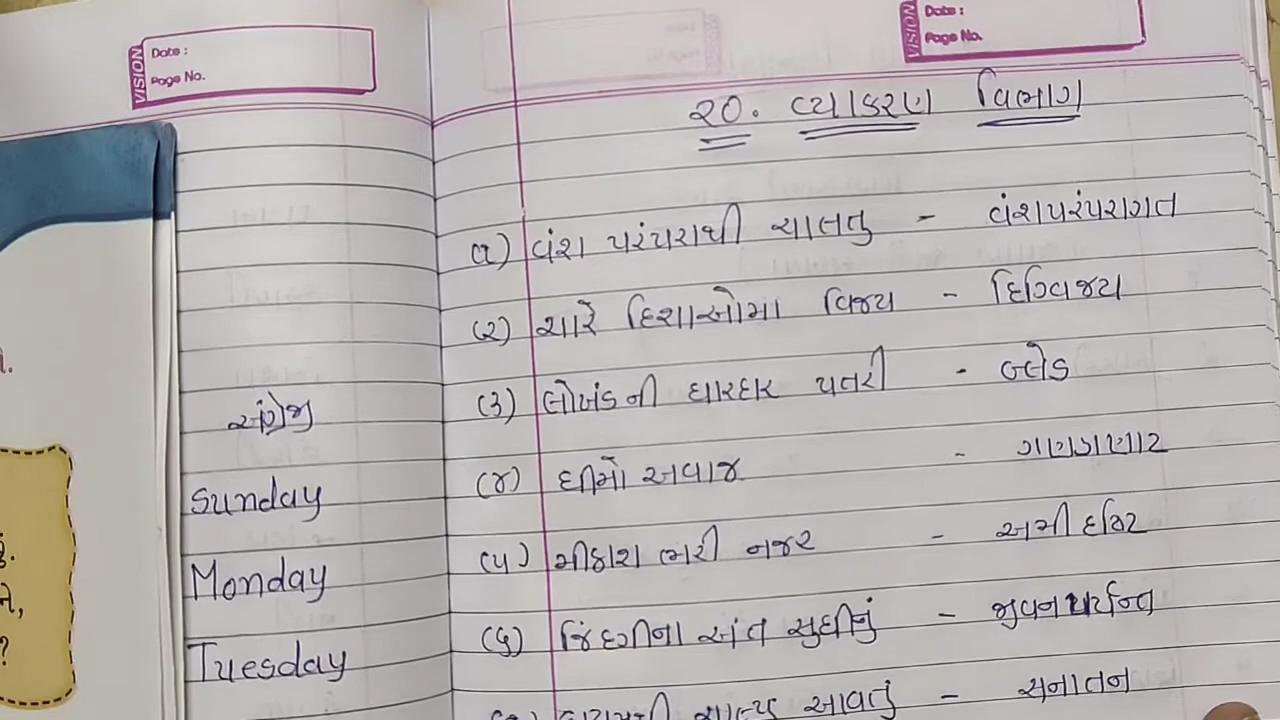 VISION
Date :
Page No.
અંગ્રેજી
Sunday
Monday
Tuesday
.
હું.
ને,
?
VISION
Date :
Page No.
૨૦. વ્યાકરણ વિભાગ
(૧) વંશ પરંપરાથી ચાલતુ - વંશપરંપરાગત
(૨) ચારે દિશાઓમા વિજય - દિગ્વિજય
(૩) લોખંડની ધારદાર પતરી - બ્લેડ
(૪) ધીમો અવાજ - ગણગણાટ
(૫) મીઠાશ ભરી નજર - અમી દ્રષ્ટિ
(૬) જિંદગીના અંત સુધીનું - જીવનપર્યન્ત
ચાલ્યુ આવતું - સનાતન